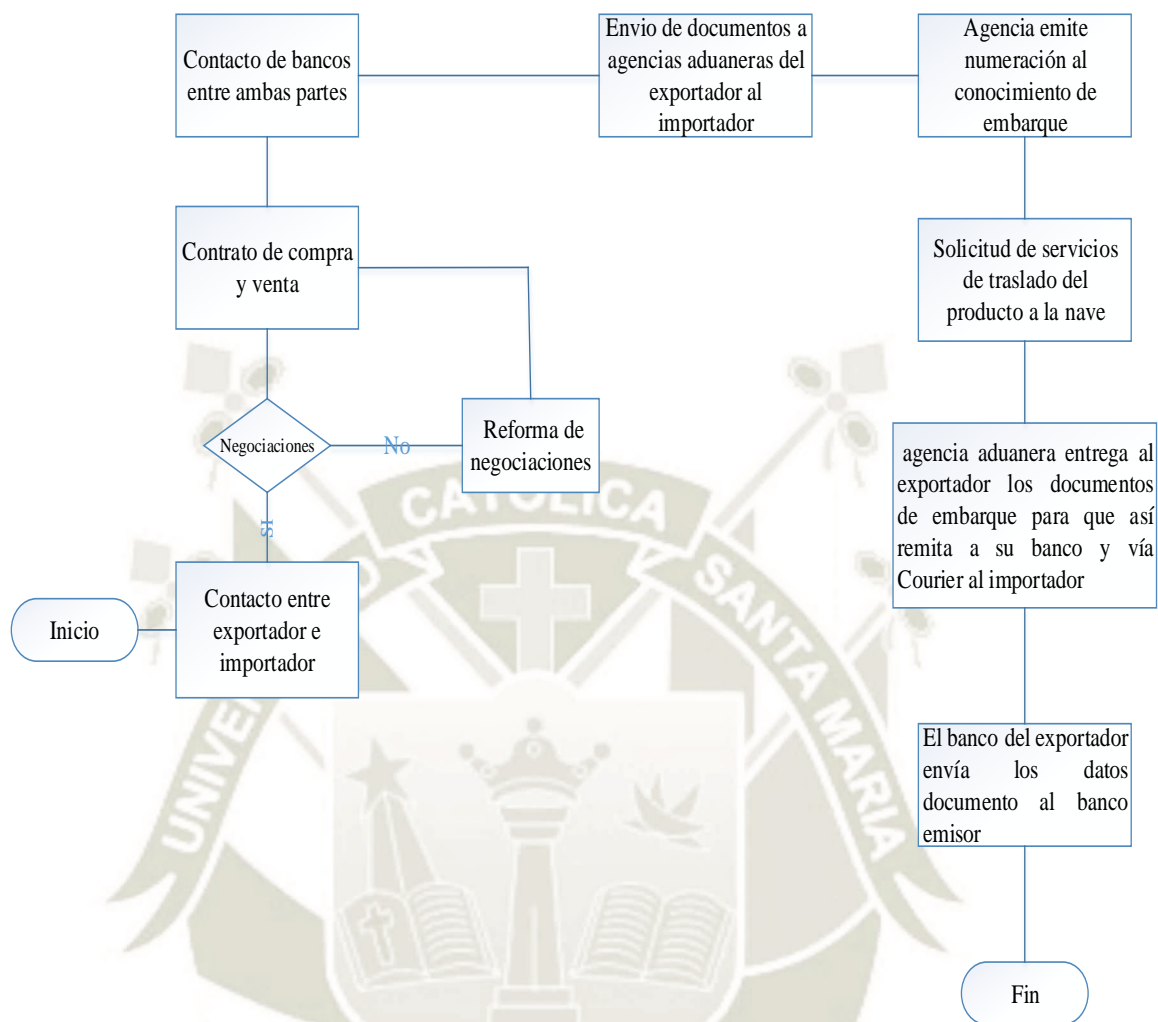 Contacto de bancos
entre ambas partes
Envio de documentos a
agencias aduaneras del
exportador al
importador
Agencia emite
numeración al
conocimiento de
embarque
Contrato de compra
y venta
Solicitud de servicios
de traslado del
producto a la nave
Negociaciones
No
Reforma de
negociaciones
SI
agencia aduanera entrega al
exportador los documentos
de embarque para que así
remita a su banco y vía
Courier al importador
Inicio
Contacto entre
exportador e
importador
El banco del exportador
envía los datos
documento al banco
emisor
Fin
CATOLICA
SANTA MARIA